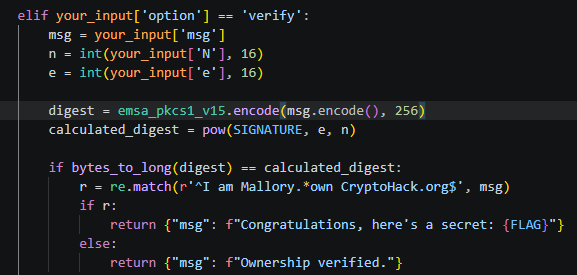 elif your_input['option'] == 'verify':
msg = your_input['msg']
n = int(your_input['N'], 16)
e = int(your_input['e'], 16)
digest = emsa_pkcs1_v15.encode(msg.encode(), 256)
calculated_digest = pow(SIGNATURE, e, n)
if bytes_to_long(digest) == calculated_digest:
r = re.match(r'^I am Mallory.*own CryptoHack.org$', msg)
if r:
return {"msg": f"Congratulations, here's a secret: {FLAG}"}
else:
return {"msg": f"Ownership verified."}